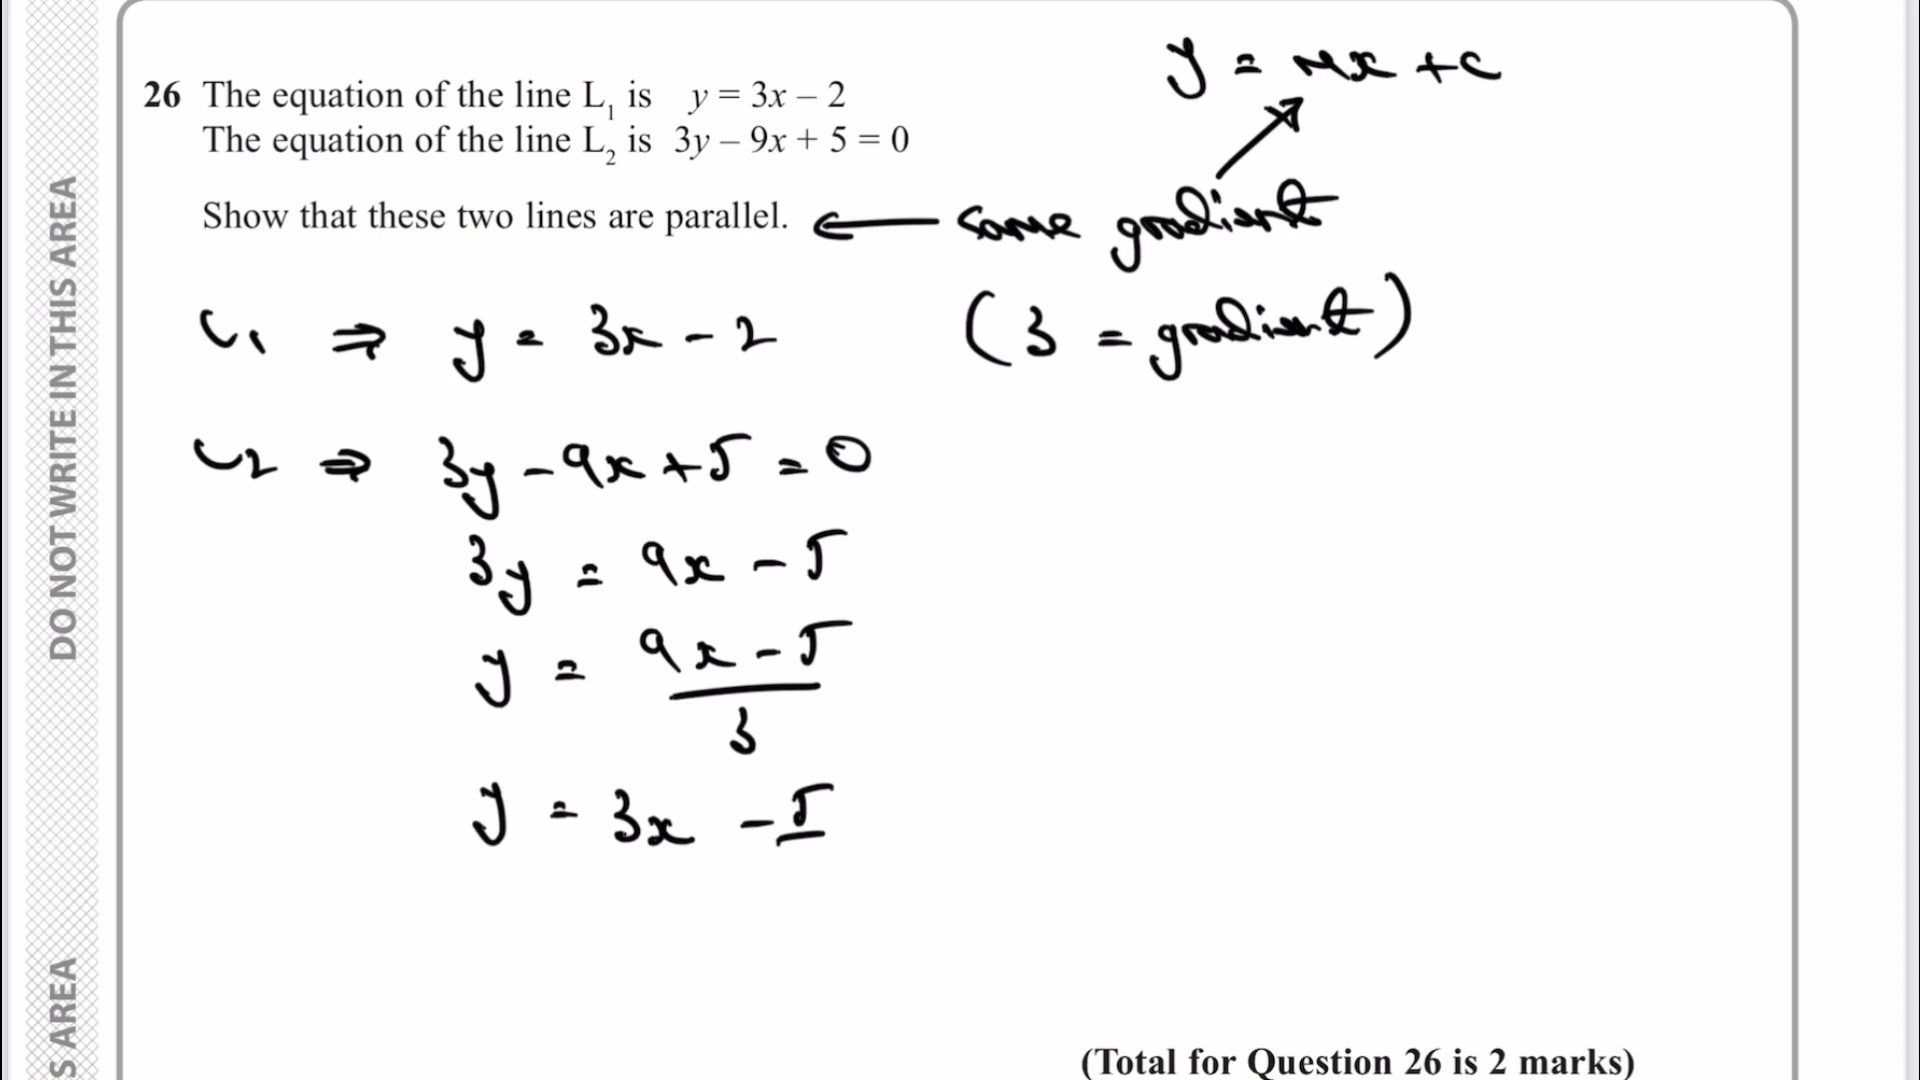 y = mx + c
26 The equation of the line L₁ is y = 3x – 2
The equation of the line L₂ is 3y – 9x + 5 = 0
Show that these two lines are parallel. ← same gradient
L₁ ⇒ y = 3x - 2 (3 = gradient)
L₂ ⇒ 3y - 9x + 5 = 0
3y = 9x - 5
y = 9x - 5
3
y = 3x - 5
(Total for Question 26 is 2 marks)
DO NOT WRITE IN THIS AREA
S AREA